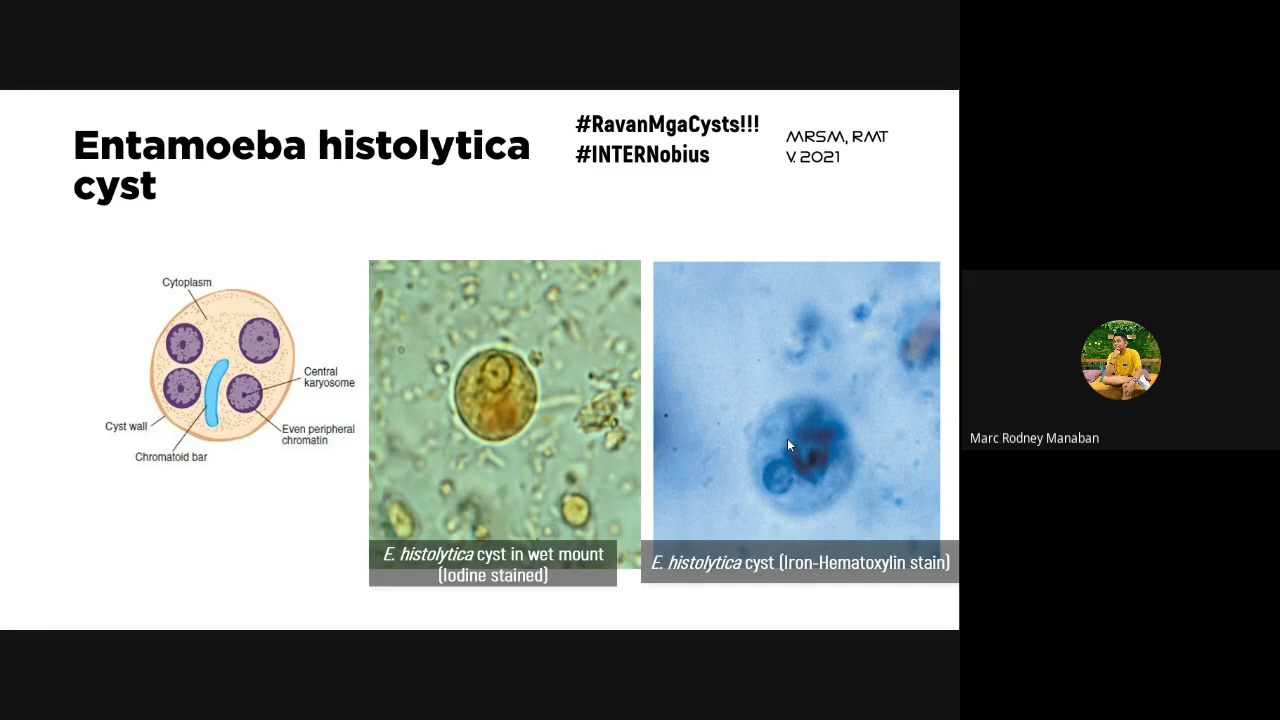 Entamoeba histolytica
cyst
#RavanMgaCysts!!!
#INTERNobius
MRSM, RMT
V. 2021
Cytoplasm
Central
karyosome
Cyst wall
Even peripheral
chromatin
Chromatoid bar
E. histolytica cyst in wet mount
(Iodine stained)
E. histolytica cyst (Iron-Hematoxylin stain)
Marc Rodney Manaban